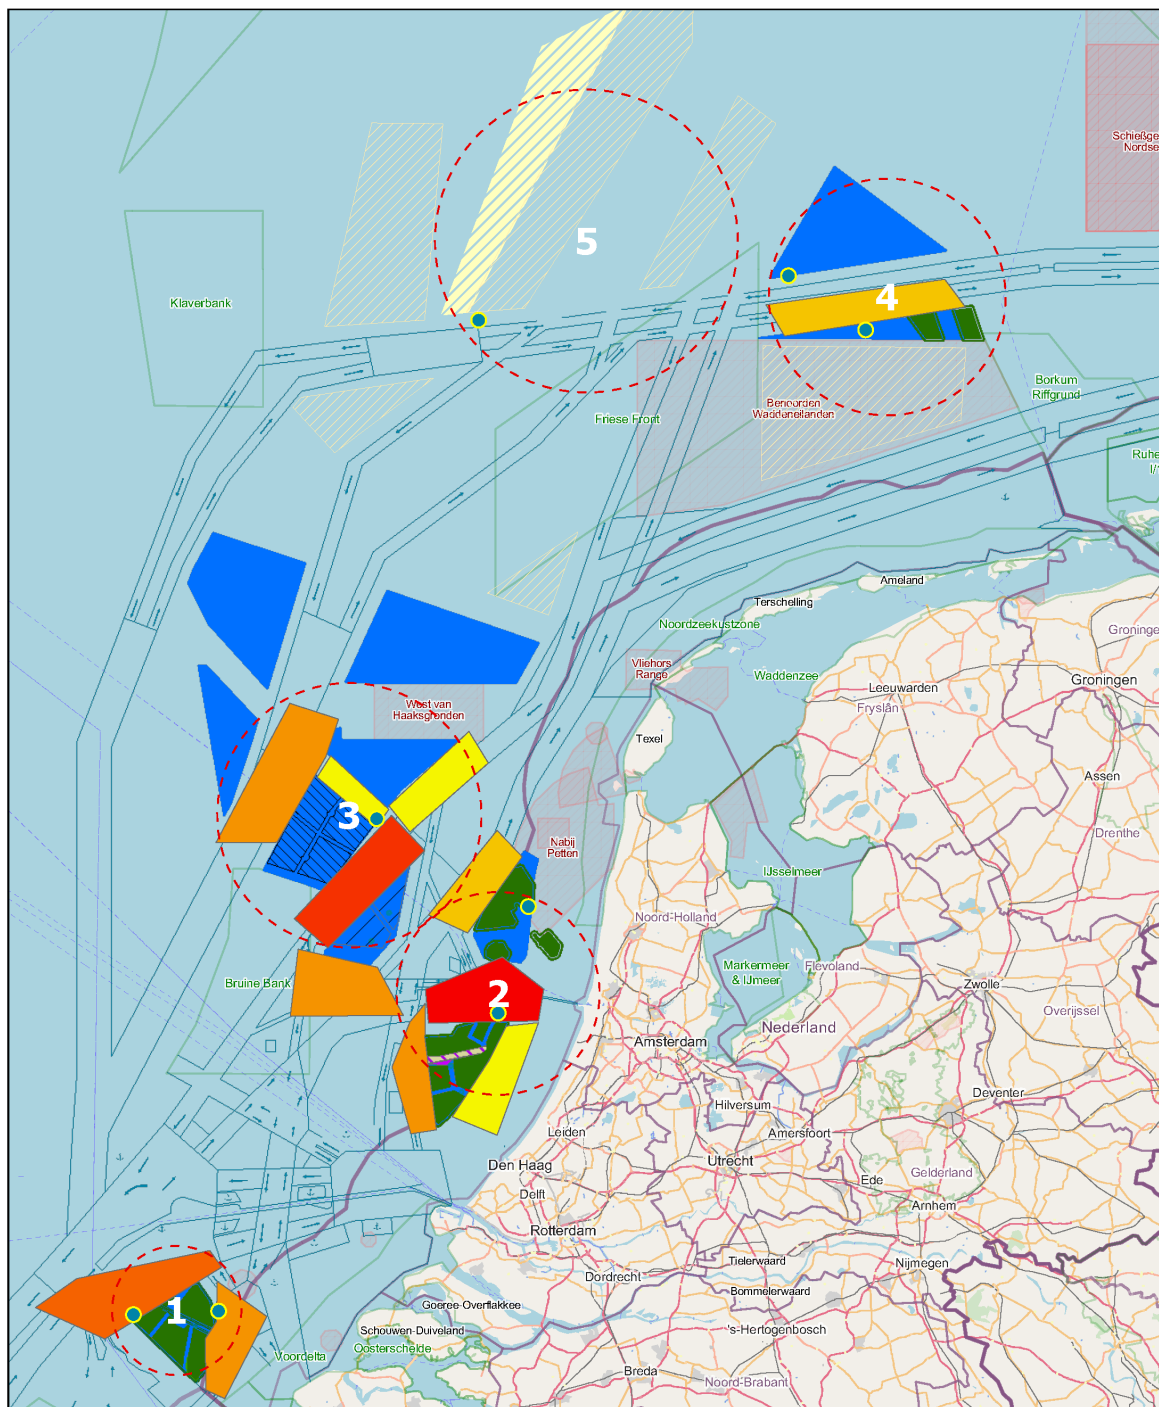 Schießge
Nordse
5
4
Klaverbank
Borkum
Riffgrund
Benoorden
Waddeneilanden
Friese Front
Ruhe
I/
Ameland
Terschelling
Noordzeekustzone
Groninge
Vliehors
Range
Waddenzee
Groningen
Leeuwarden
Fryslân
West van
Haaksgronden
Texel
Assen
3
Drenthe
Nabij
Petten
IJsselmeer
Noord-Holland
Markermeer
& IJmeer
Flevoland
Bruine Bank
Zwolle
2
Overijssel
Nederland
Amsterdam
Deventer
Hilversum
Leiden
Amersfoort
Den Haag
Utrecht
Gelderland
Ede
Delft
Arnhem
Rotterdam
Tielerwaard
Nijmegen
Dordrecht
Bommelerwaard
Goeree-Overflakkee
1
Schouwen-Duiveland
's-Hertogenbosch
Oosterschelde
Voordelta
Breda
Noord-Brabant